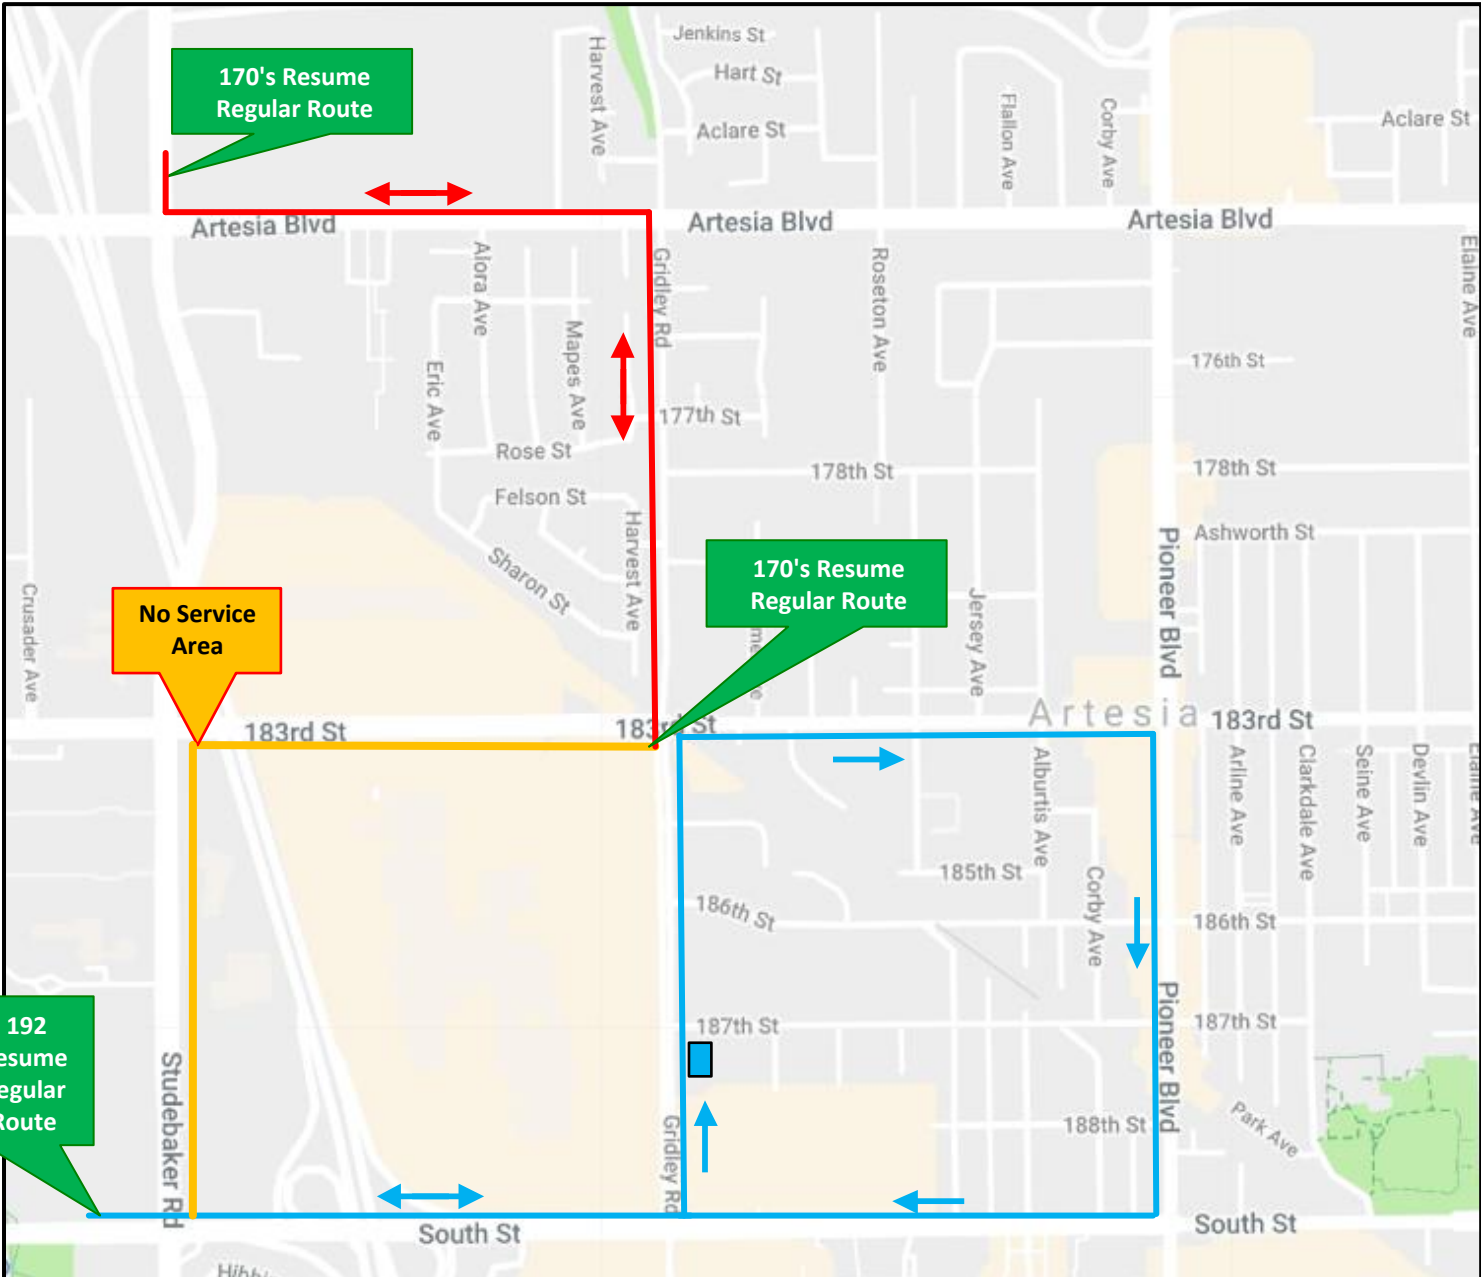 Jenkins St
Harvest Ave
Hart St
170's Resume
Regular Route
Flallon Ave
Corby Ave
Aclare St
Aclare St
Artesia Blvd
Artesia Blvd
Artesia Blvd
Alora Ave
Gridley Rd
Roseton Ave
Elaine Ave
Mapes Ave
Eric Ave
176th St
177th St
Rose St
178th St
178th St
Felson St
Harvest Ave
Ashworth St
Pioneer Blvd
Sharon St
170's Resume
Regular Route
Jersey Ave
Crusader Ave
No Service
Area
Artesia
183rd St
183rd St
183rd St
Alburtis Ave
Arline Ave
Clarkdale Ave
Seine Ave
Devlin Ave
Elaine Ave
185th St
Corby Ave
186th St
186th St
Pioneer Blvd
187th St
187th St
192
esume
egular
Route
Studebaker Rd
Gridley Rd
188th St
Park Ave
South St
South St